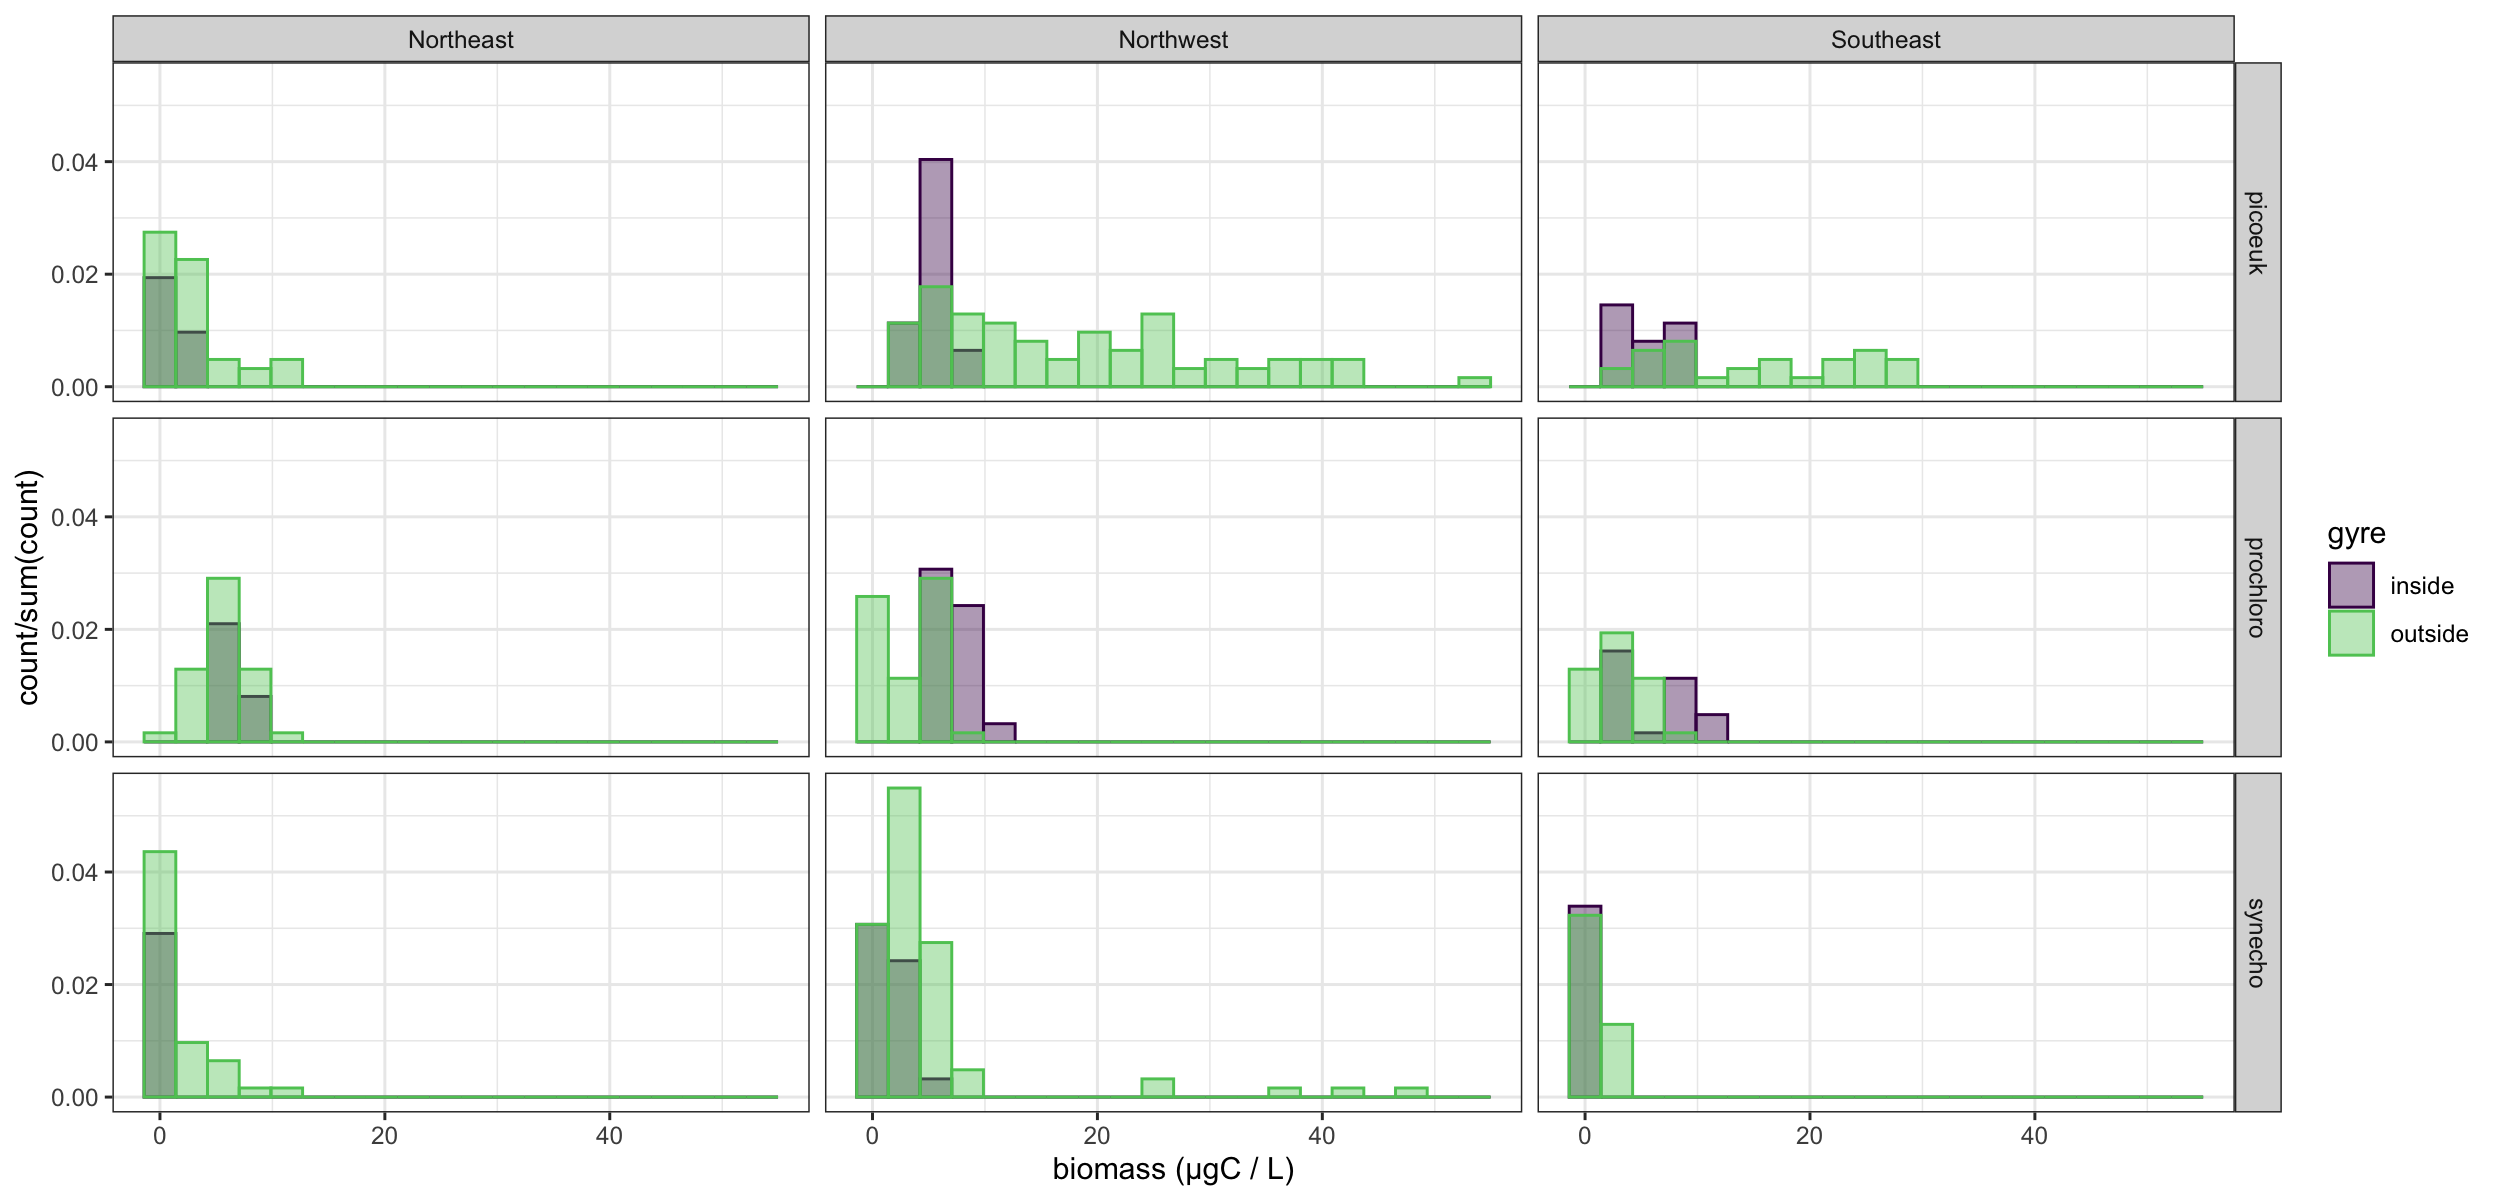 Northeast
Northwest
Southeast
0.04
0.02
0.00
picoeuk
0.04
0.02
0.00
prochloro
0.04
0.02
0.00
synecho
0
20
40
0
20
40
0
20
40
biomass (µgC / L)
count/sum(count)
gyre
inside
outside